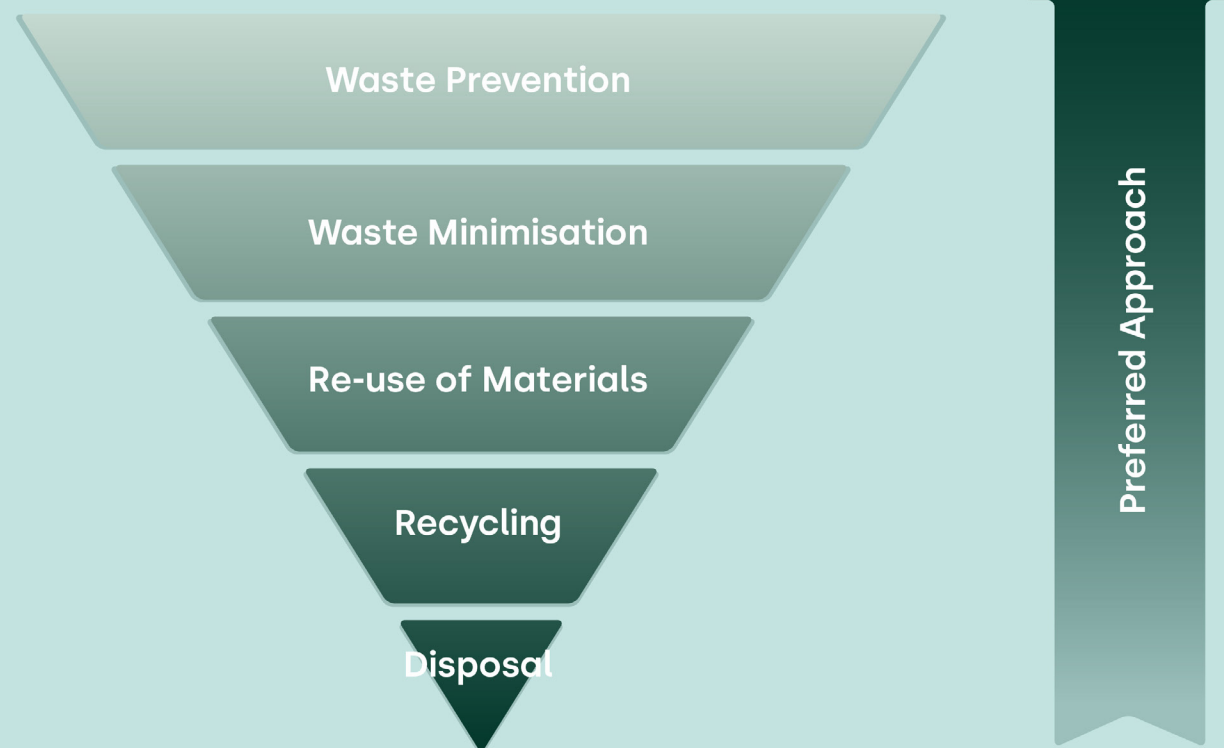 Waste Prevention
Waste Minimisation
Re-use of Materials
Recycling
Disposal
Preferred Approach